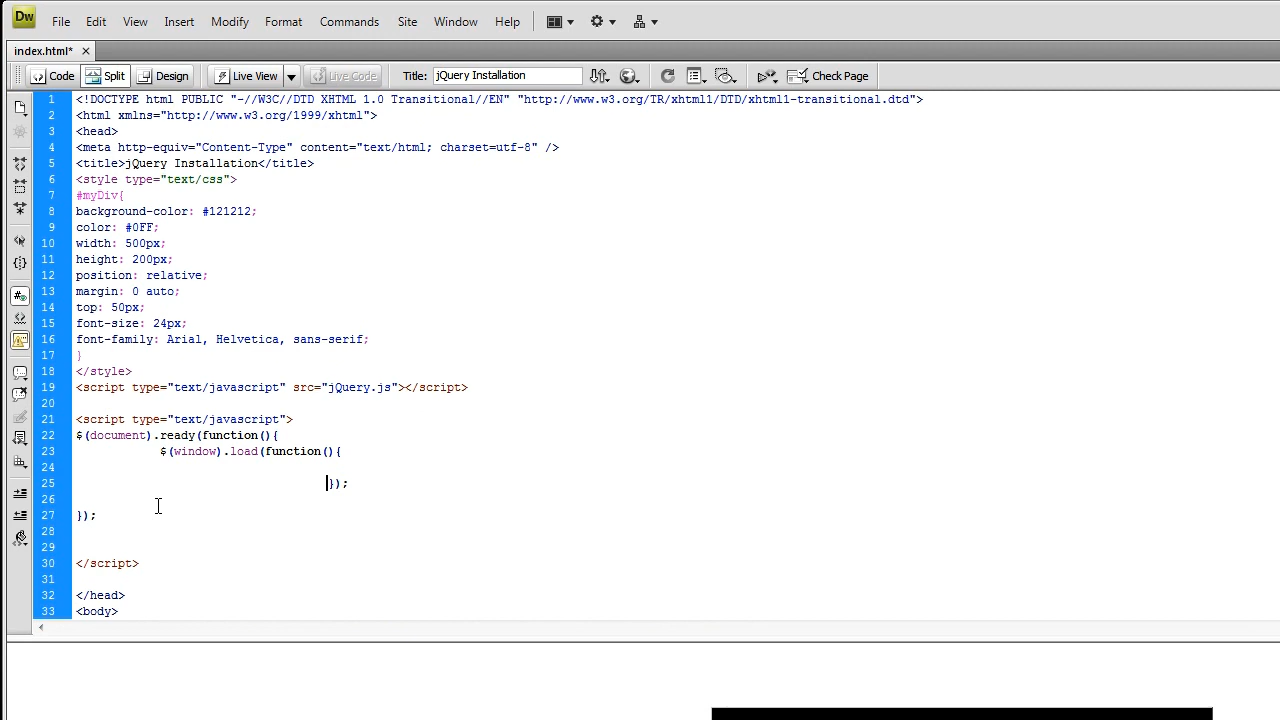 Dw File Edit View Insert Modify Format Commands Site Window Help
index.html*
Code Split Design Live View Live Code Title: jQuery Installation Check Page
1 <!DOCTYPE html PUBLIC "-//W3C//DTD XHTML 1.0 Transitional//EN" "http://www.w3.org/TR/xhtml1/DTD/xhtml1-transitional.dtd">
2 <html xmlns="http://www.w3.org/1999/xhtml">
3 <head>
4 <meta http-equiv="Content-Type" content="text/html; charset=utf-8" />
5 <title>jQuery Installation</title>
6 <style type="text/css">
7 #myDiv{
8 background-color: #121212;
9 color: #0FF;
10 width: 500px;
11 height: 200px;
12 position: relative;
13 margin: 0 auto;
14 top: 50px;
15 font-size: 24px;
16 font-family: Arial, Helvetica, sans-serif;
17 }
18 </style>
19 <script type="text/javascript" src="jQuery.js"></script>
20
21 <script type="text/javascript">
22 $(document).ready(function(){
23 $(window).load(function(){
24
25 });
26
27 });
28
29
30 </script>
31
32 </head>
33 <body>